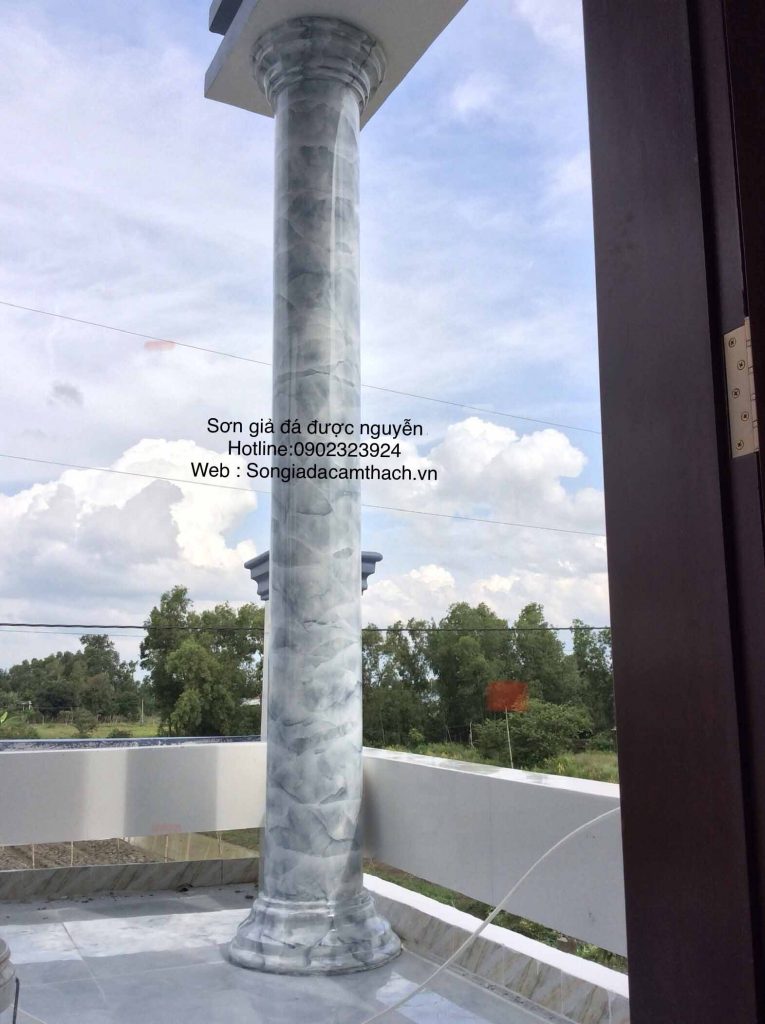 Sơn giả đá được nguyễn
Hotline:0902323924
Web : Songiadacamthach.vn